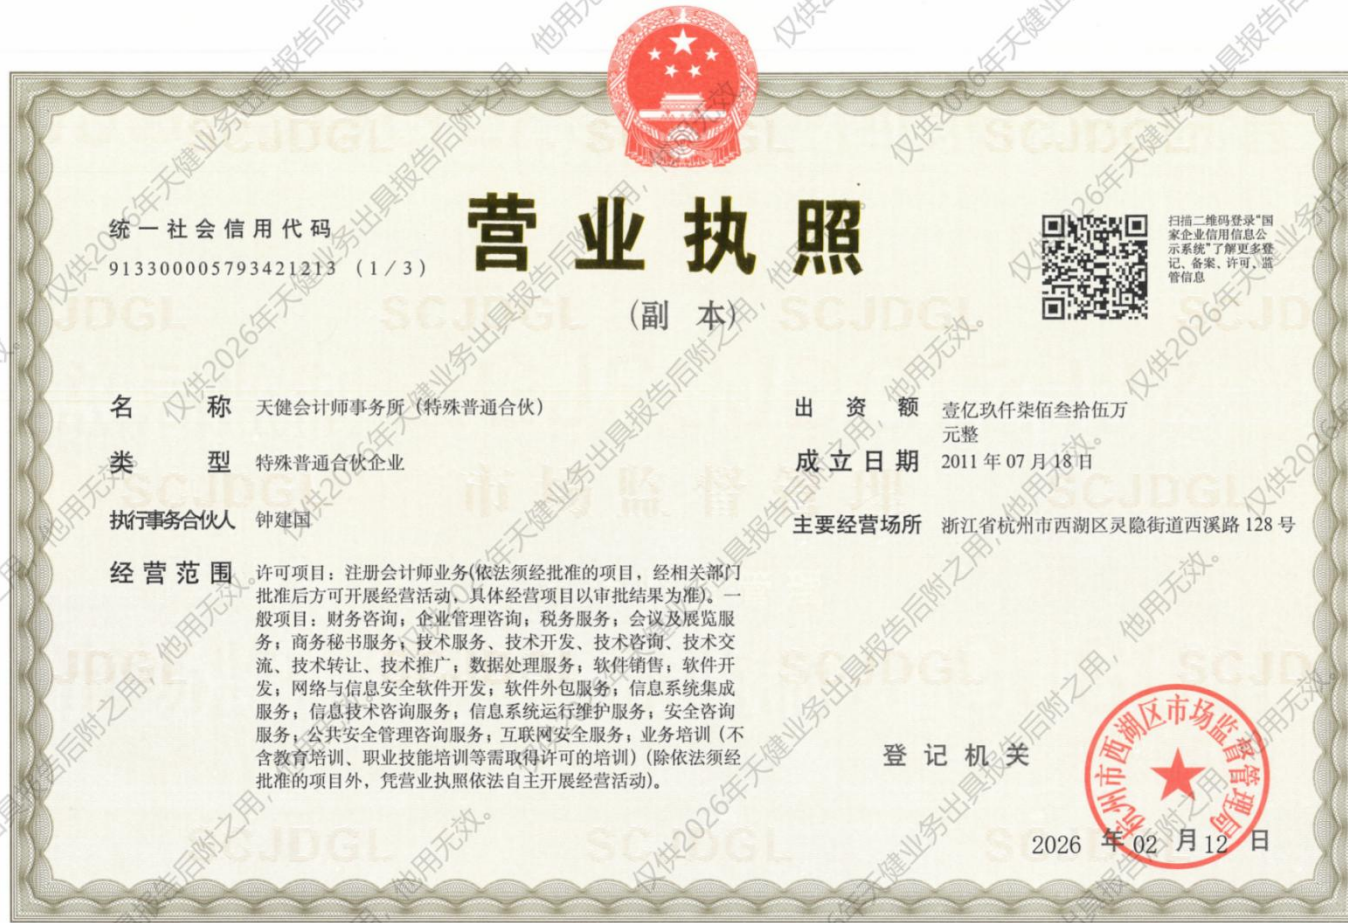 营业执照
(副 本)
统一社会信用代码
913300005793421213 (1/3)
扫描二维码登录“国
家企业信用信息公
示系统”了解更多登
记、备案、许可、监
管信息
名 称 天健会计师事务所（特殊普通合伙）
类 型 特殊普通合伙企业
执行事务合伙人 钟建国
经营范围 许可项目：注册会计师业务(依法须经批准的项目，经相关部门
批准后方可开展经营活动，具体经营项目以审批结果为准)。一
般项目：财务咨询；企业管理咨询；税务服务；会议及展览服
务；商务秘书服务；技术服务、技术开发、技术咨询、技术交
流、技术转让、技术推广；数据处理服务；软件销售；软件开
发；网络与信息安全软件开发；软件外包服务；信息系统集成
服务；信息技术咨询服务；信息系统运行维护服务；安全咨询
服务；公共安全管理咨询服务；互联网安全服务；业务培训（不
含教育培训、职业技能培训等需取得许可的培训）(除依法须经
批准的项目外，凭营业执照依法自主开展经营活动)。
出 资 额 壹亿玖仟柒佰叁拾伍万
元整
成立日期 2011年07月18日
主要经营场所 浙江省杭州市西湖区灵隐街道西溪路128号
登记机关
杭州市西湖区市场监督管理局
2026 年 02 月 12 日
仅供2026年天健业务出具报告后附之用，他用无效。
SCJDGL
市场监督管理